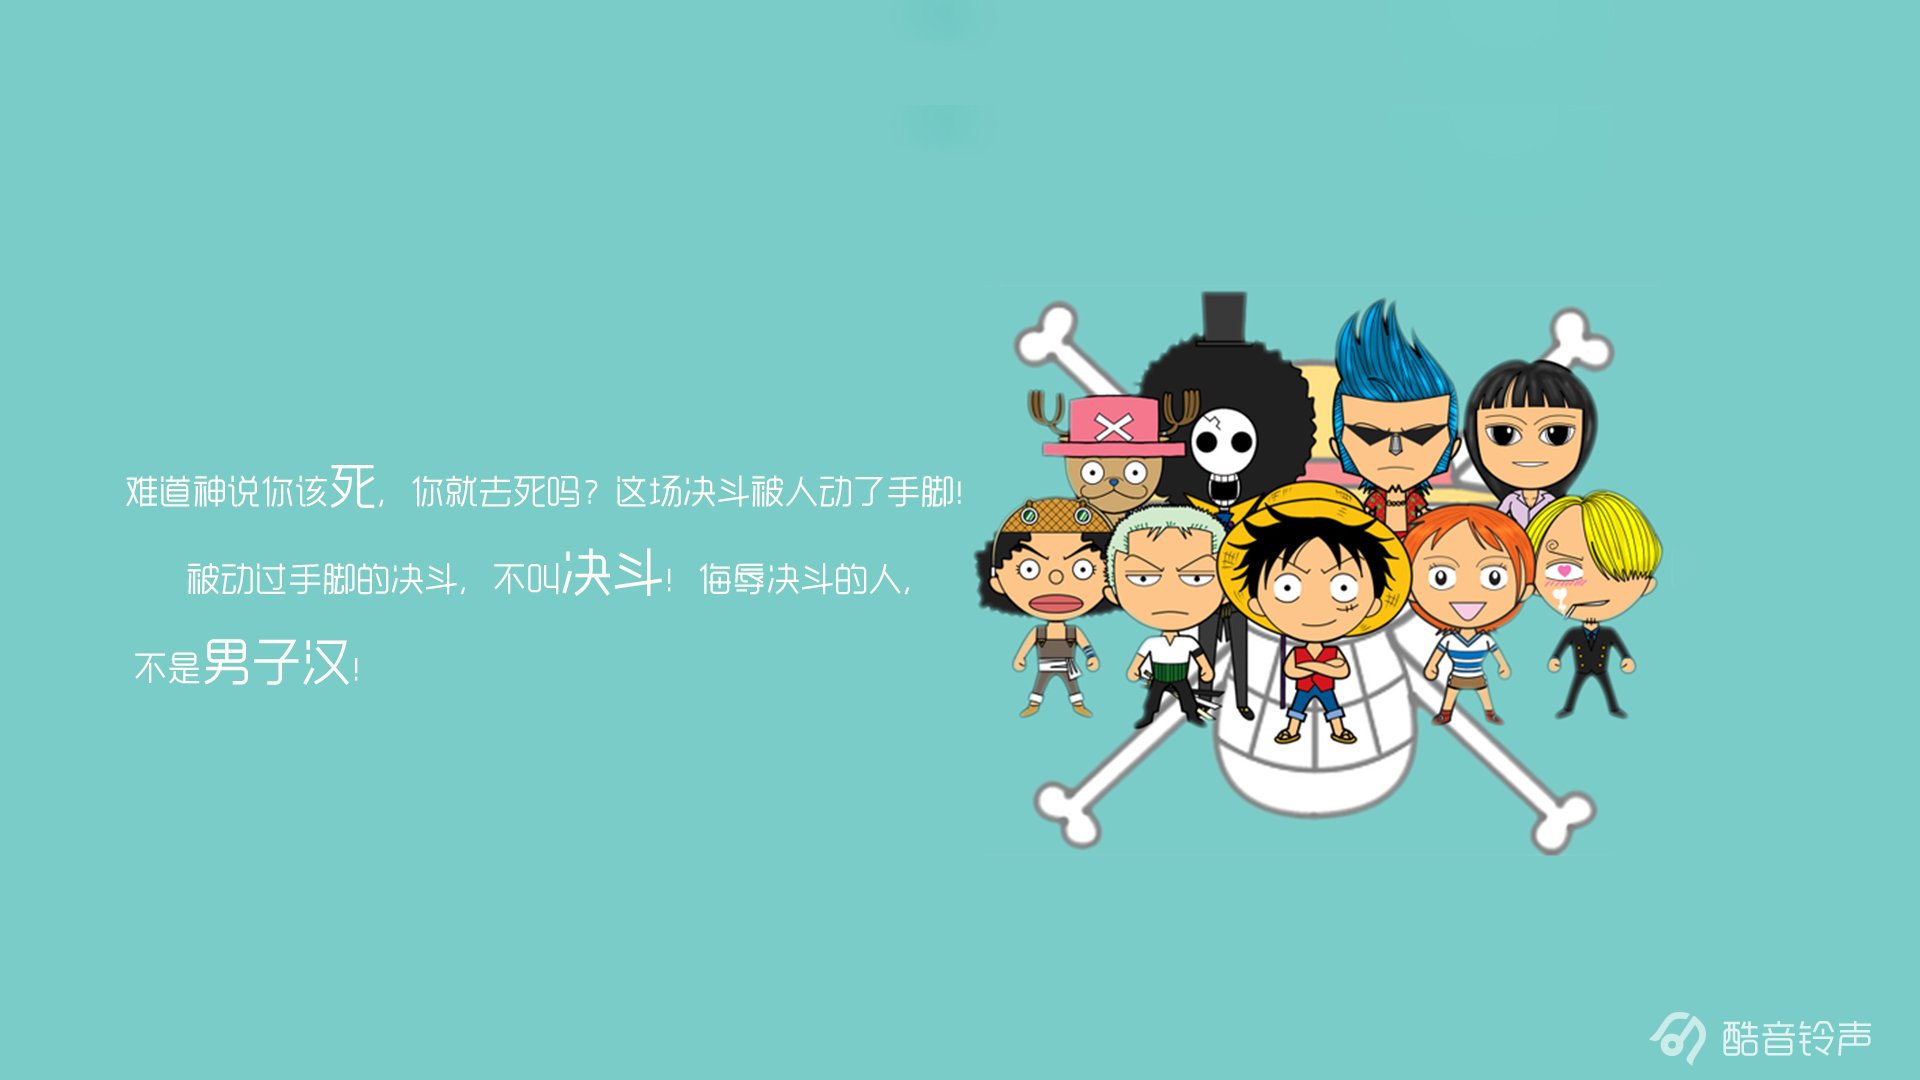 难道神说你该死，你就去死吗？这场决斗被人动了手脚！
被动过手脚的决斗，不叫决斗！侮辱决斗的人，
不是男子汉！
酷音铃声